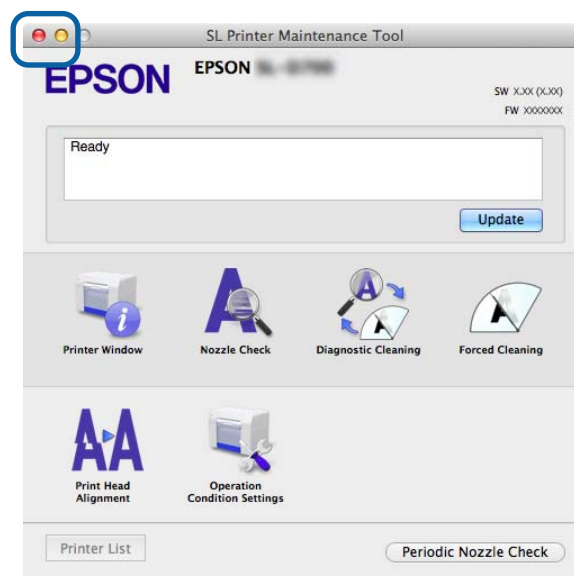 SL Printer Maintenance Tool
EPSON
EPSON
SW X.XX (X.XX)
FW XXXXXXX
Ready
Update
Printer Window
Nozzle Check
Diagnostic Cleaning
Forced Cleaning
Print Head
Alignment
Operation
Condition Settings
Printer List
Periodic Nozzle Check